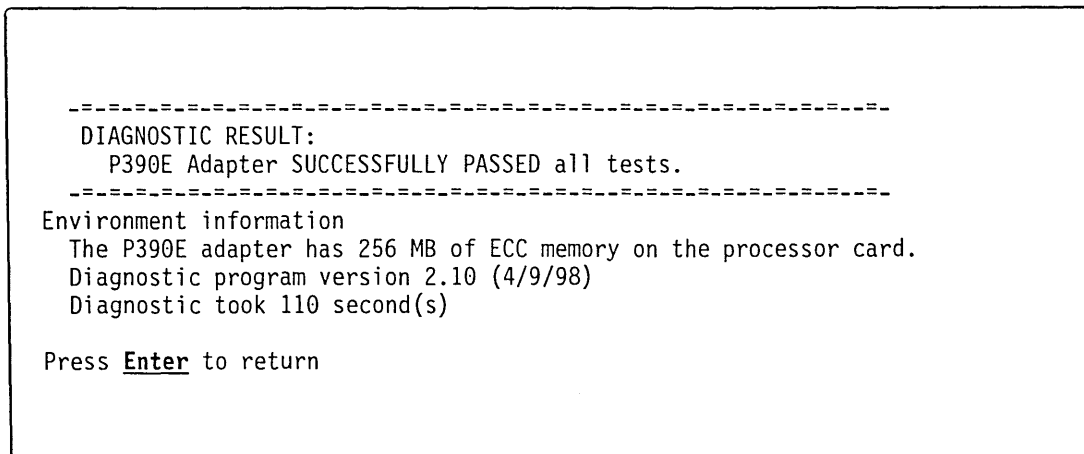 -=-=-=-=-=-=-=-=-=-=-=-=-=-=-=-=-=-=-=-=--=-=-=-=-=-=-=-=-=-=--=-
DIAGNOSTIC RESULT:
P390E Adapter SUCCESSFULLY PASSED all tests.
-=-=-=-=-=-=-=-=-=-=-=-=-=-=-=-=-=-=-=-=--=-=-=-=-=-=-=-=-=-=--=-
Environment information
The P390E adapter has 256 MB of ECC memory on the processor card.
Diagnostic program version 2.10 (4/9/98)
Diagnostic took 110 second(s)
Press Enter to return